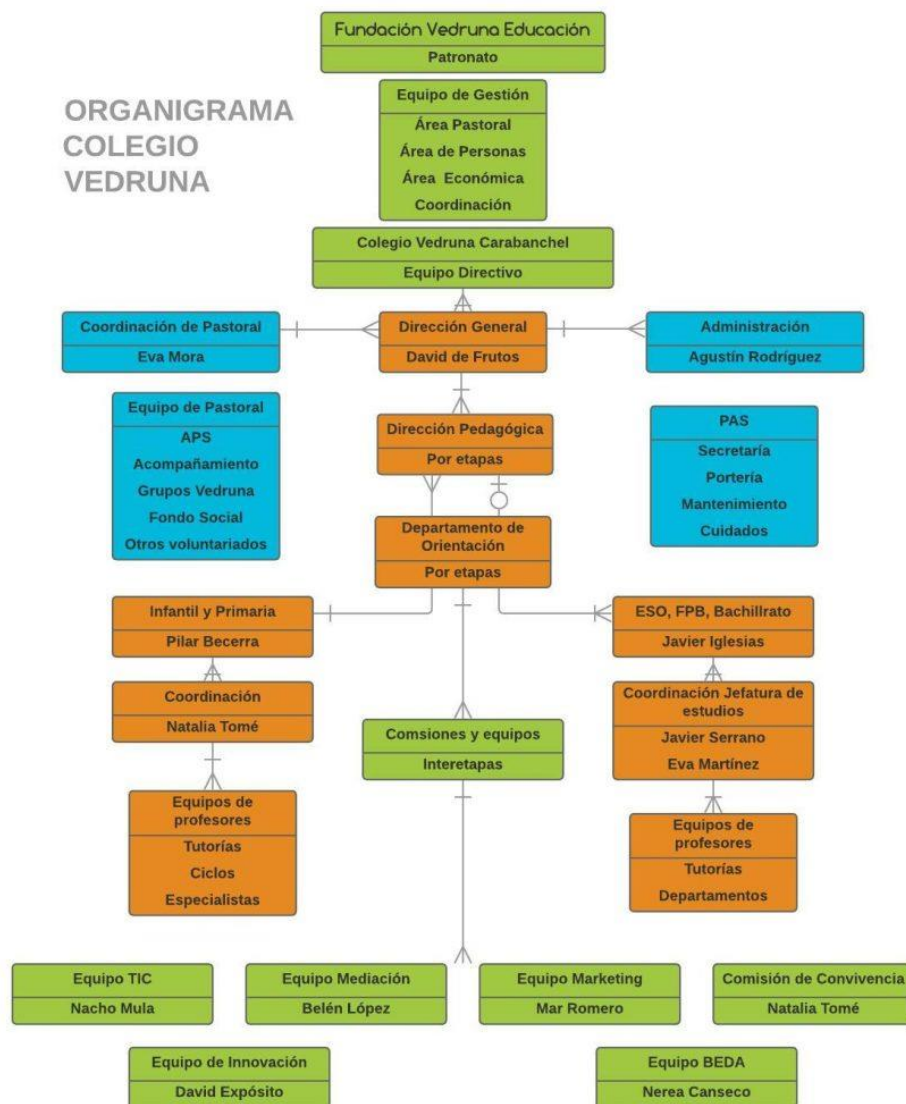 Fundación Vedruna Educación
Patronato
ORGANIGRAMA
COLEGIO
VEDRUNA
Equipo de Gestión
Área Pastoral
Área de Personas
Área Económica
Coordinación
Colegio Vedruna Carabanchel
Equipo Directivo
Coordinación de Pastoral
Eva Mora
Dirección General
David de Frutos
Administración
Agustín Rodríguez
Equipo de Pastoral
APS
Acompañamiento
Grupos Vedruna
Fondo Social
Otros voluntariados
Dirección Pedagógica
Por etapas
PAS
Secretaría
Portería
Mantenimiento
Cuidados
Departamento de
Orientación
Por etapas
Infantil y Primaria
Pilar Becerra
ESO, FPB, Bachillrato
Javier Iglesias
Coordinación
Natalia Tomé
Coordinación Jefatura de
estudios
Javier Serrano
Eva Martínez
Comsiones y equipos
Interetapas
Equipos de
profesores
Tutorías
Ciclos
Especialistas
Equipos de
profesores
Tutorías
Departamentos
Equipo TIC
Nacho Mula
Equipo Mediación
Belén López
Equipo Marketing
Mar Romero
Comisión de Convivencia
Natalia Tomé
Equipo de Innovación
David Expósito
Equipo BEDA
Nerea Canseco